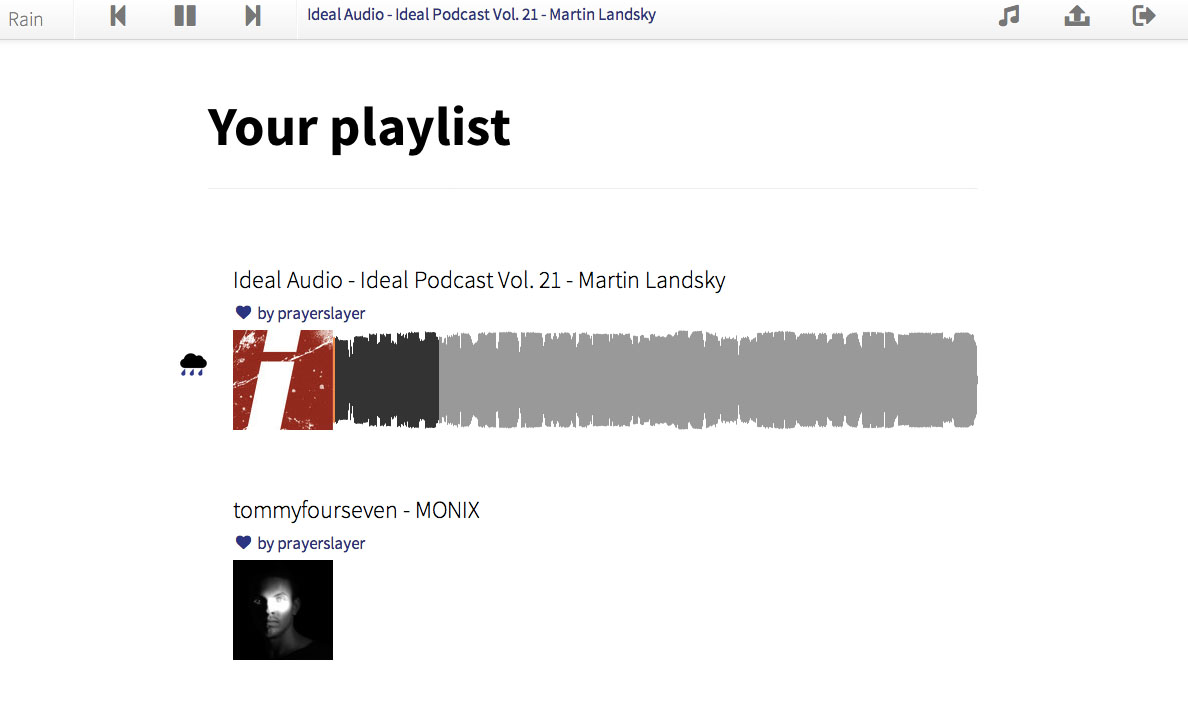 Rain
Ideal Audio - Ideal Podcast Vol. 21 - Martin Landsky
Your playlist
Ideal Audio - Ideal Podcast Vol. 21 - Martin Landsky
by prayerslayer
tommyfourseven - MONIX
by prayerslayer